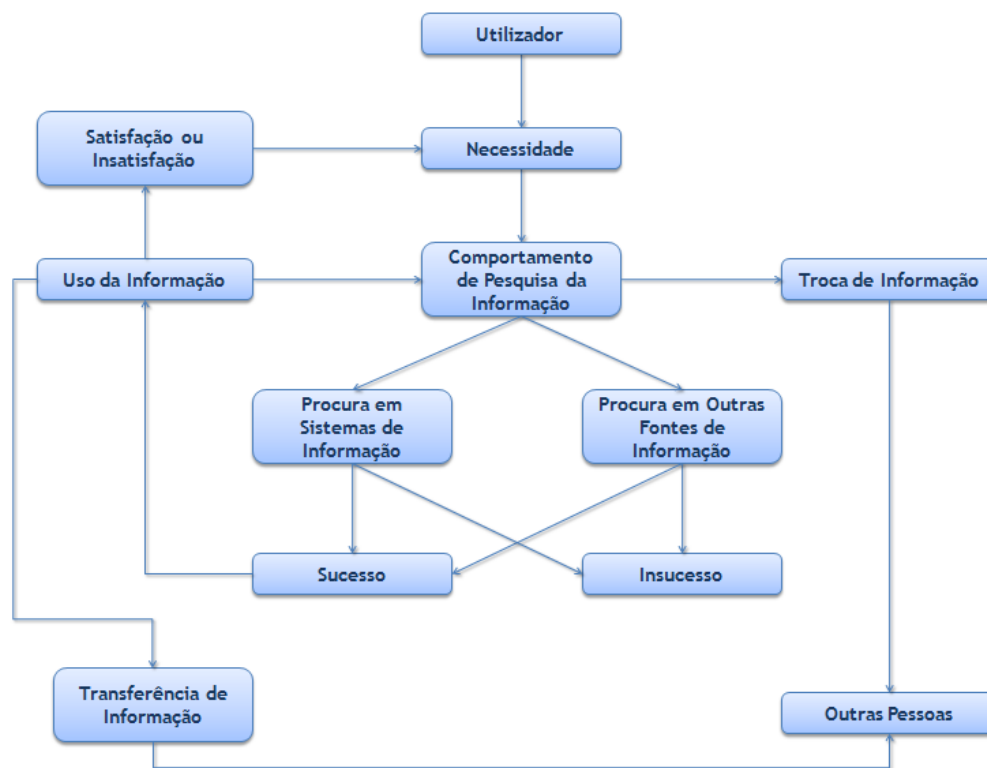 Utilizador
Satisfação ou
Insatisfação
Necessidade
Uso da Informação
Comportamento
de Pesquisa da
Informação
Troca de Informação
Procura em
Sistemas de
Informação
Procura em Outras
Fontes de
Informação
Sucesso
Insucesso
Transferência de
Informação
Outras Pessoas